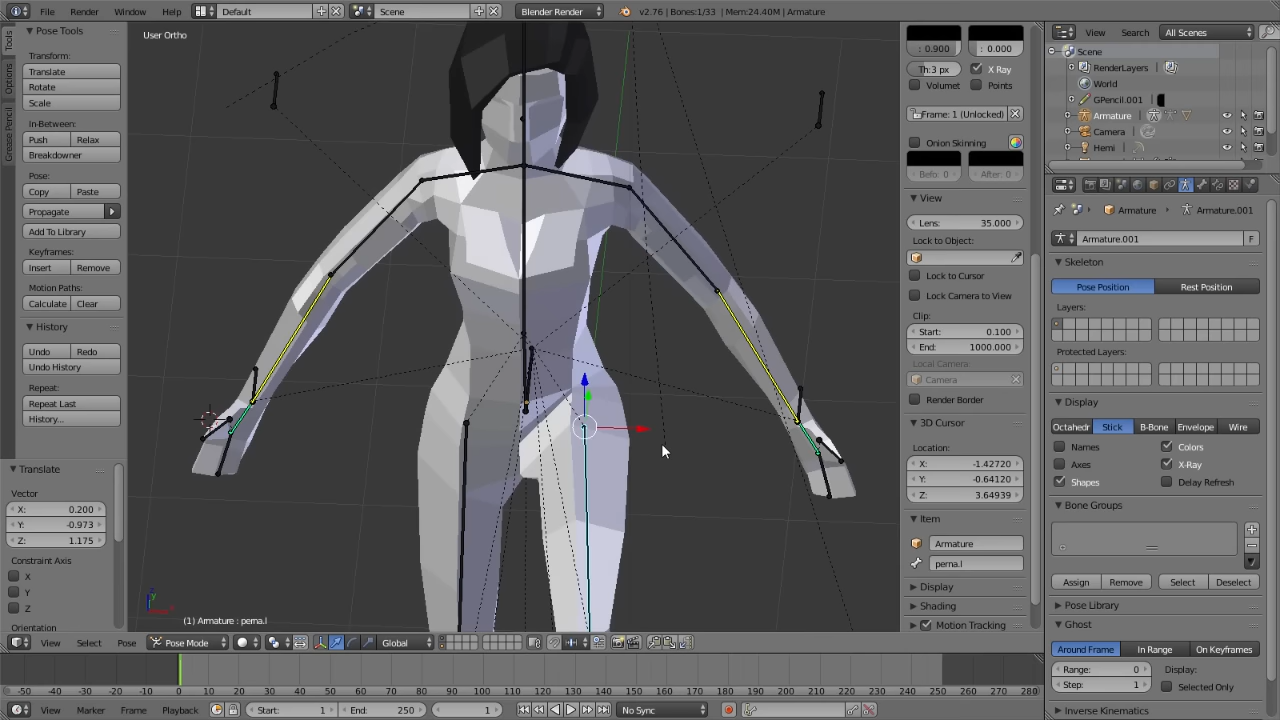 File Render Window Help Default Scene Blender Render v2.76 | Bones:1/33 | Mem:24.40M | Armature
Tools
Options
Grease Pencil
Pose Tools
Transform:
Translate
Rotate
Scale
In-Between:
Push Relax
Breakdowner
Pose:
Copy Paste
Propagate
Add To Library
Keyframes:
Insert Remove
Motion Paths:
Calculate Clear
History
Undo Redo
Undo History
Repeat:
Repeat Last
History...
Translate
Vector
X: 0.200
Y: -0.973
Z: 1.175
Constraint Axis
X
Y
Z
Orientation
User Ortho
(1) Armature : perna.l
: 0.900 : 0.000
Th:3 px X Ray
Volumet Points
Frame: 1 (Unlocked)
Onion Skinning
Befo: 0 After: 0
View
Lens: 35.000
Lock to Object:
Lock to Cursor
Lock Camera to View
Clip:
Start: 0.100
End: 1000.000
Local Camera
Camera
Render Border
3D Cursor
Location:
X: -1.42720
Y: -0.64120
Z: 3.64939
Item
Armature
perna.l
Display
Shading
Motion Tracking
View Search All Scenes
Scene
RenderLayers
World
GPencil.001
Armature
Camera
Hemi
Armature Armature.001
Armature.001 F
Skeleton
Pose Position Rest Position
Layers:
Protected Layers:
Display
Octahedr Stick B-Bone Envelope Wire
Names Colors
Axes X-Ray
Shapes Delay Refresh
Bone Groups
Assign Remove Select Deselect
Pose Library
Ghost
Around Frame In Range On Keyframes
Range: 0 Display:
Step: 1 Selected Only
Inverse Kinematics
View Select Pose Pose Mode Global
-50 -40 -30 -20 -10 0 10 20 30 40 50 60 70 80 90 100 110 120 130 140 150 160 170 180 190 200 210 220 230 240 250 260 270 280
View Marker Frame Playback Start: 1 End: 250 1 No Sync